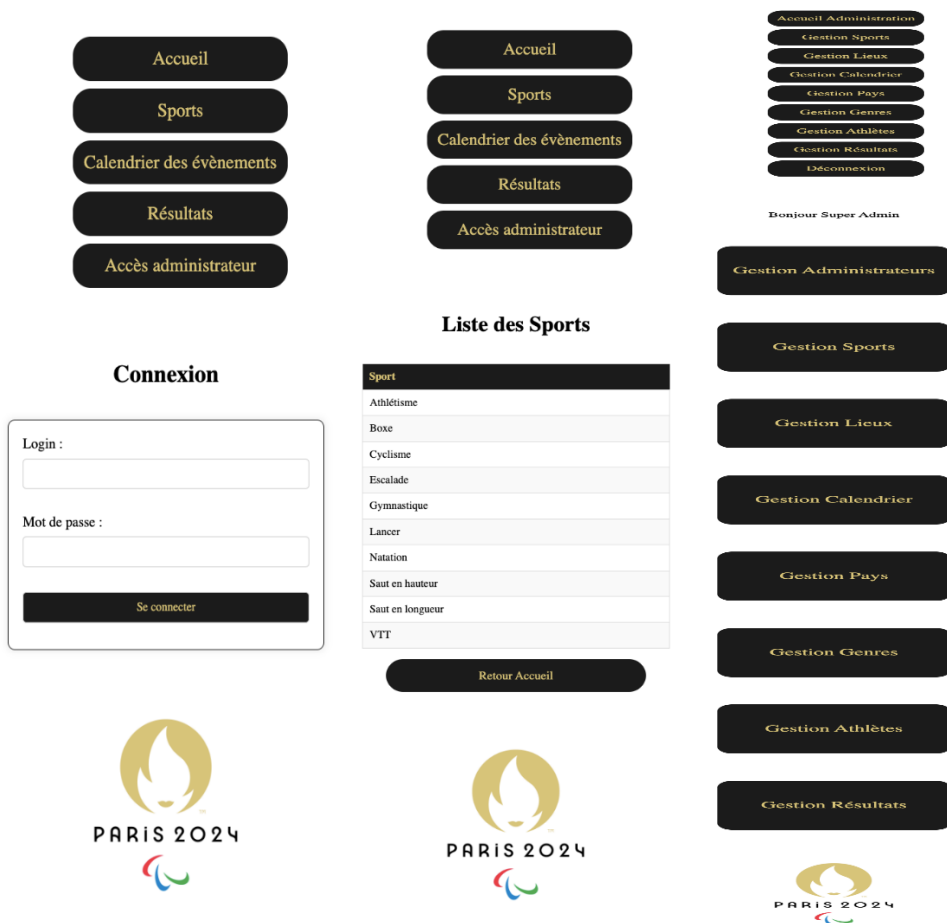 Accueil
Sports
Calendrier des évènements
Résultats
Accès administrateur
Connexion
Login :
Mot de passe :
Se connecter
PARiS 2024
Accueil
Sports
Calendrier des évènements
Résultats
Accès administrateur
Liste des Sports
Sport
Athlétisme
Boxe
Cyclisme
Escalade
Gymnastique
Lancer
Natation
Saut en hauteur
Saut en longueur
VTT
Retour Accueil
PARiS 2024
Accueil Administration
Gestion Sports
Gestion Lieux
Gestion Calendrier
Gestion Pays
Gestion Genres
Gestion Athlètes
Gestion Résultats
Déconnexion
Bonjour Super Admin
Gestion Administrateurs
Gestion Sports
Gestion Lieux
Gestion Calendrier
Gestion Pays
Gestion Genres
Gestion Athlètes
Gestion Résultats
PARiS 2024